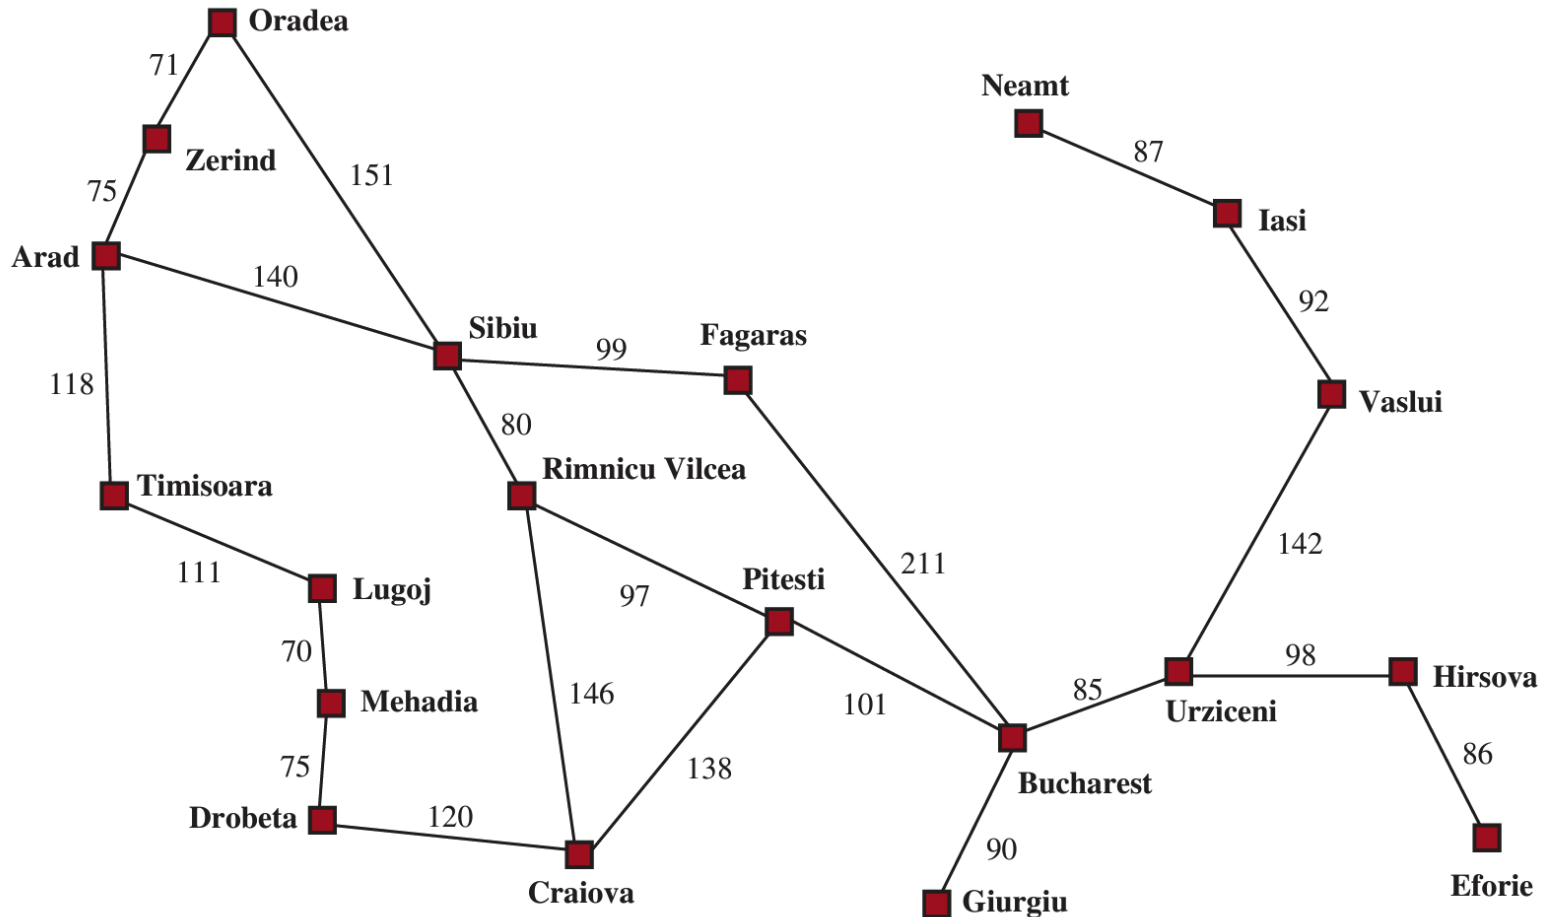 Oradea
71
Neamt
87
Zerind
151
75
Iasi
Arad
140
92
Sibiu
Fagaras
99
118
Vaslui
80
Rimnicu Vilcea
Timisoara
142
211
111
Pitesti
Lugoj
97
70
98
Hirsova
85
146
Mehadia
101
Urziceni
86
75
138
Bucharest
Drobeta
120
90
Eforie
Craiova
Giurgiu